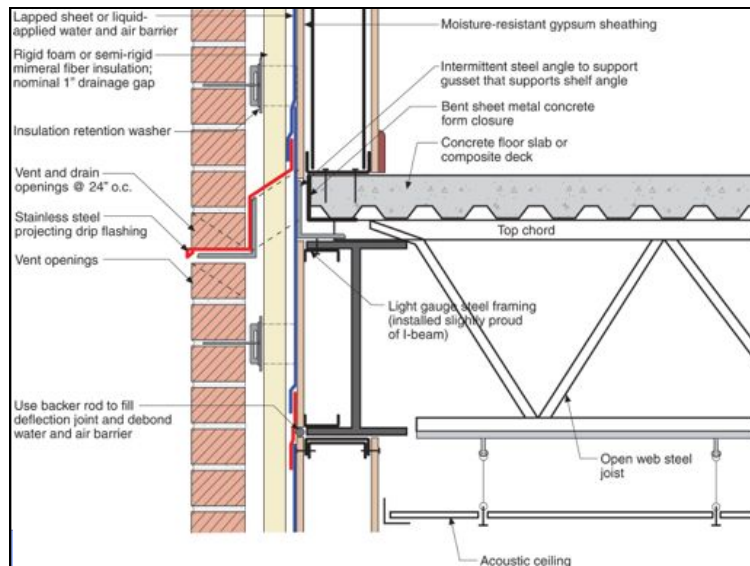 Lapped sheet or liquid-
applied water and air barrier
Rigid foam or semi-rigid
mimeral fiber insulation;
nominal 1" drainage gap
Insulation retention washer
Vent and drain
openings @ 24" o.c.
Stainless steel
projecting drip flashing
Vent openings
Use backer rod to fill
deflection joint and debond
water and air barrier
Moisture-resistant gypsum sheathing
Intermittent steel angle to support
gusset that supports shelf angle
Bent sheet metal concrete
form closure
Concrete floor slab or
composite deck
Top chord
Light gauge steel framing
(installed slightly proud
of I-beam)
Open web steel
joist
Acoustic ceiling